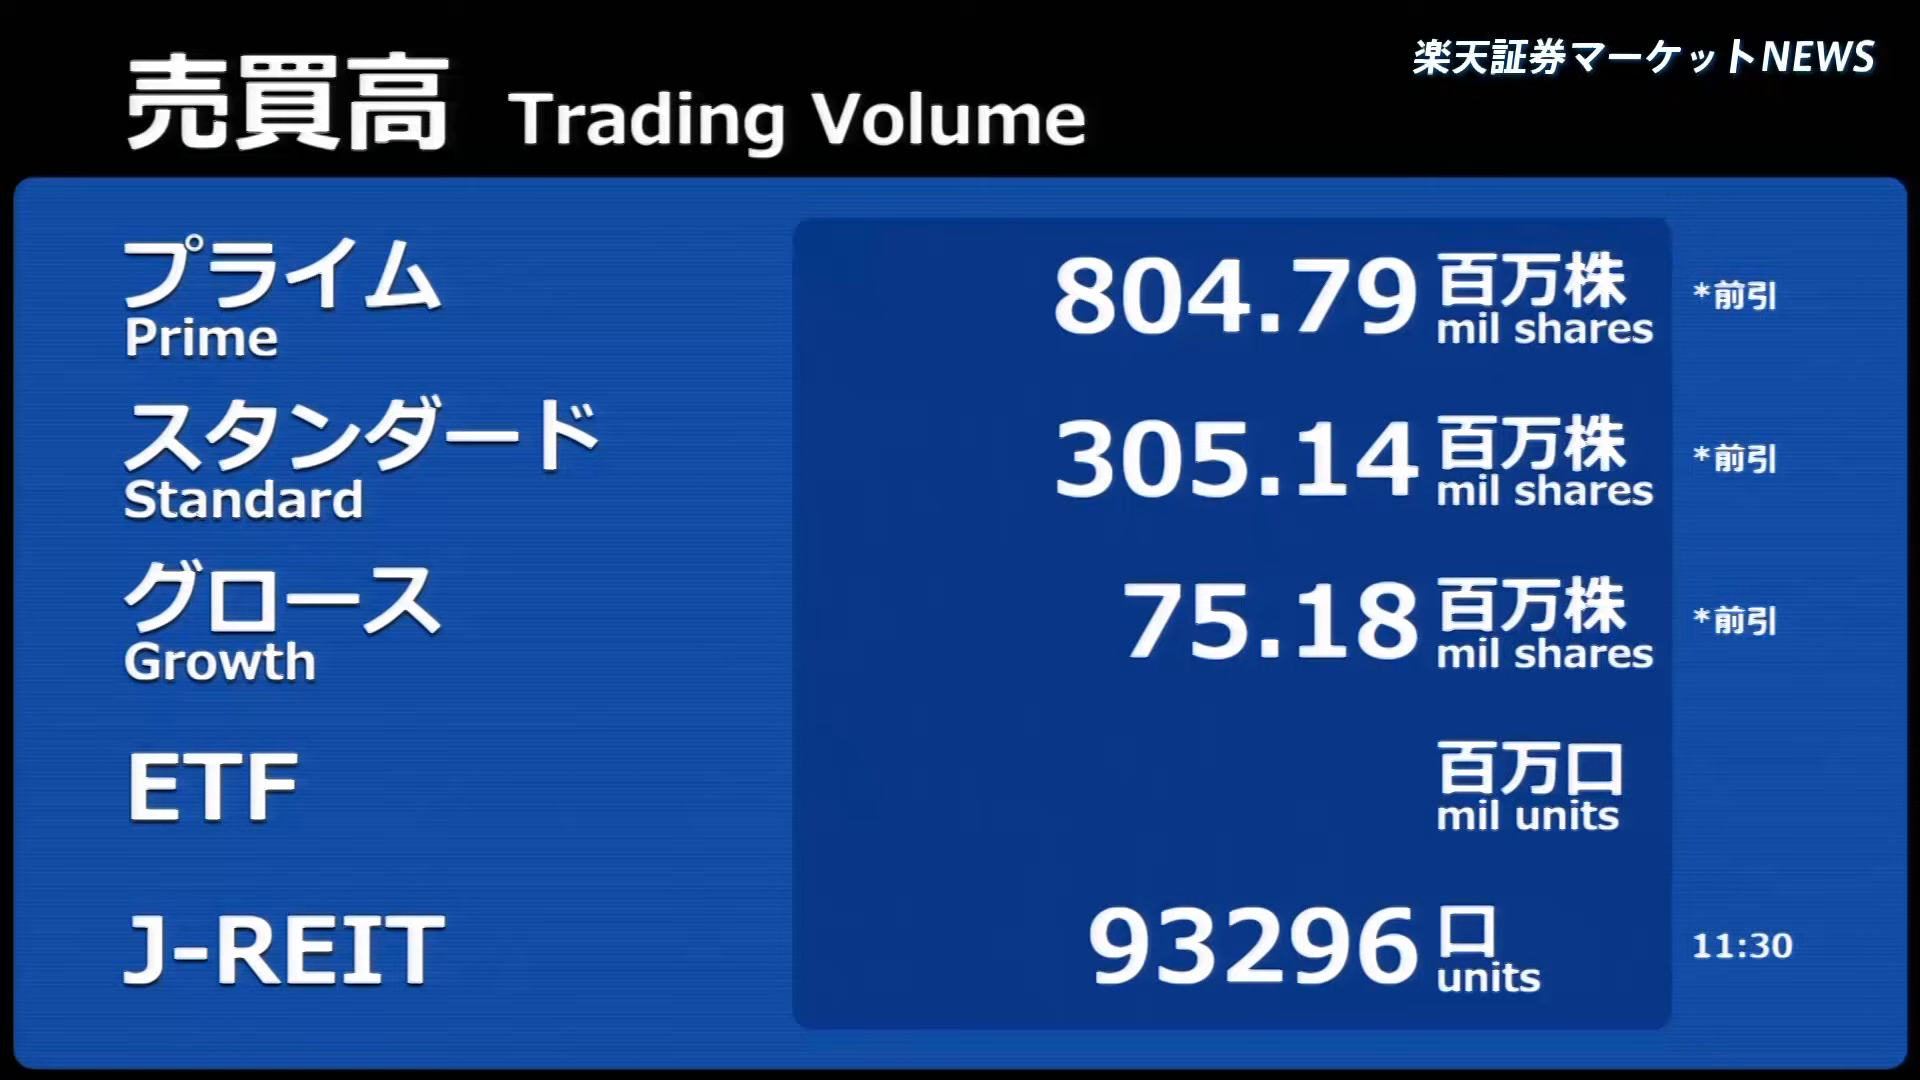 売買高 Trading Volume
楽天証券マーケットNEWS
プライム 804.79 百万株 *前引
Prime mil shares
スタンダード 305.14 百万株 *前引
Standard mil shares
グロース 75.18 百万株 *前引
Growth mil shares
ETF 百万口
mil units
J-REIT 93296 口 11:30
units